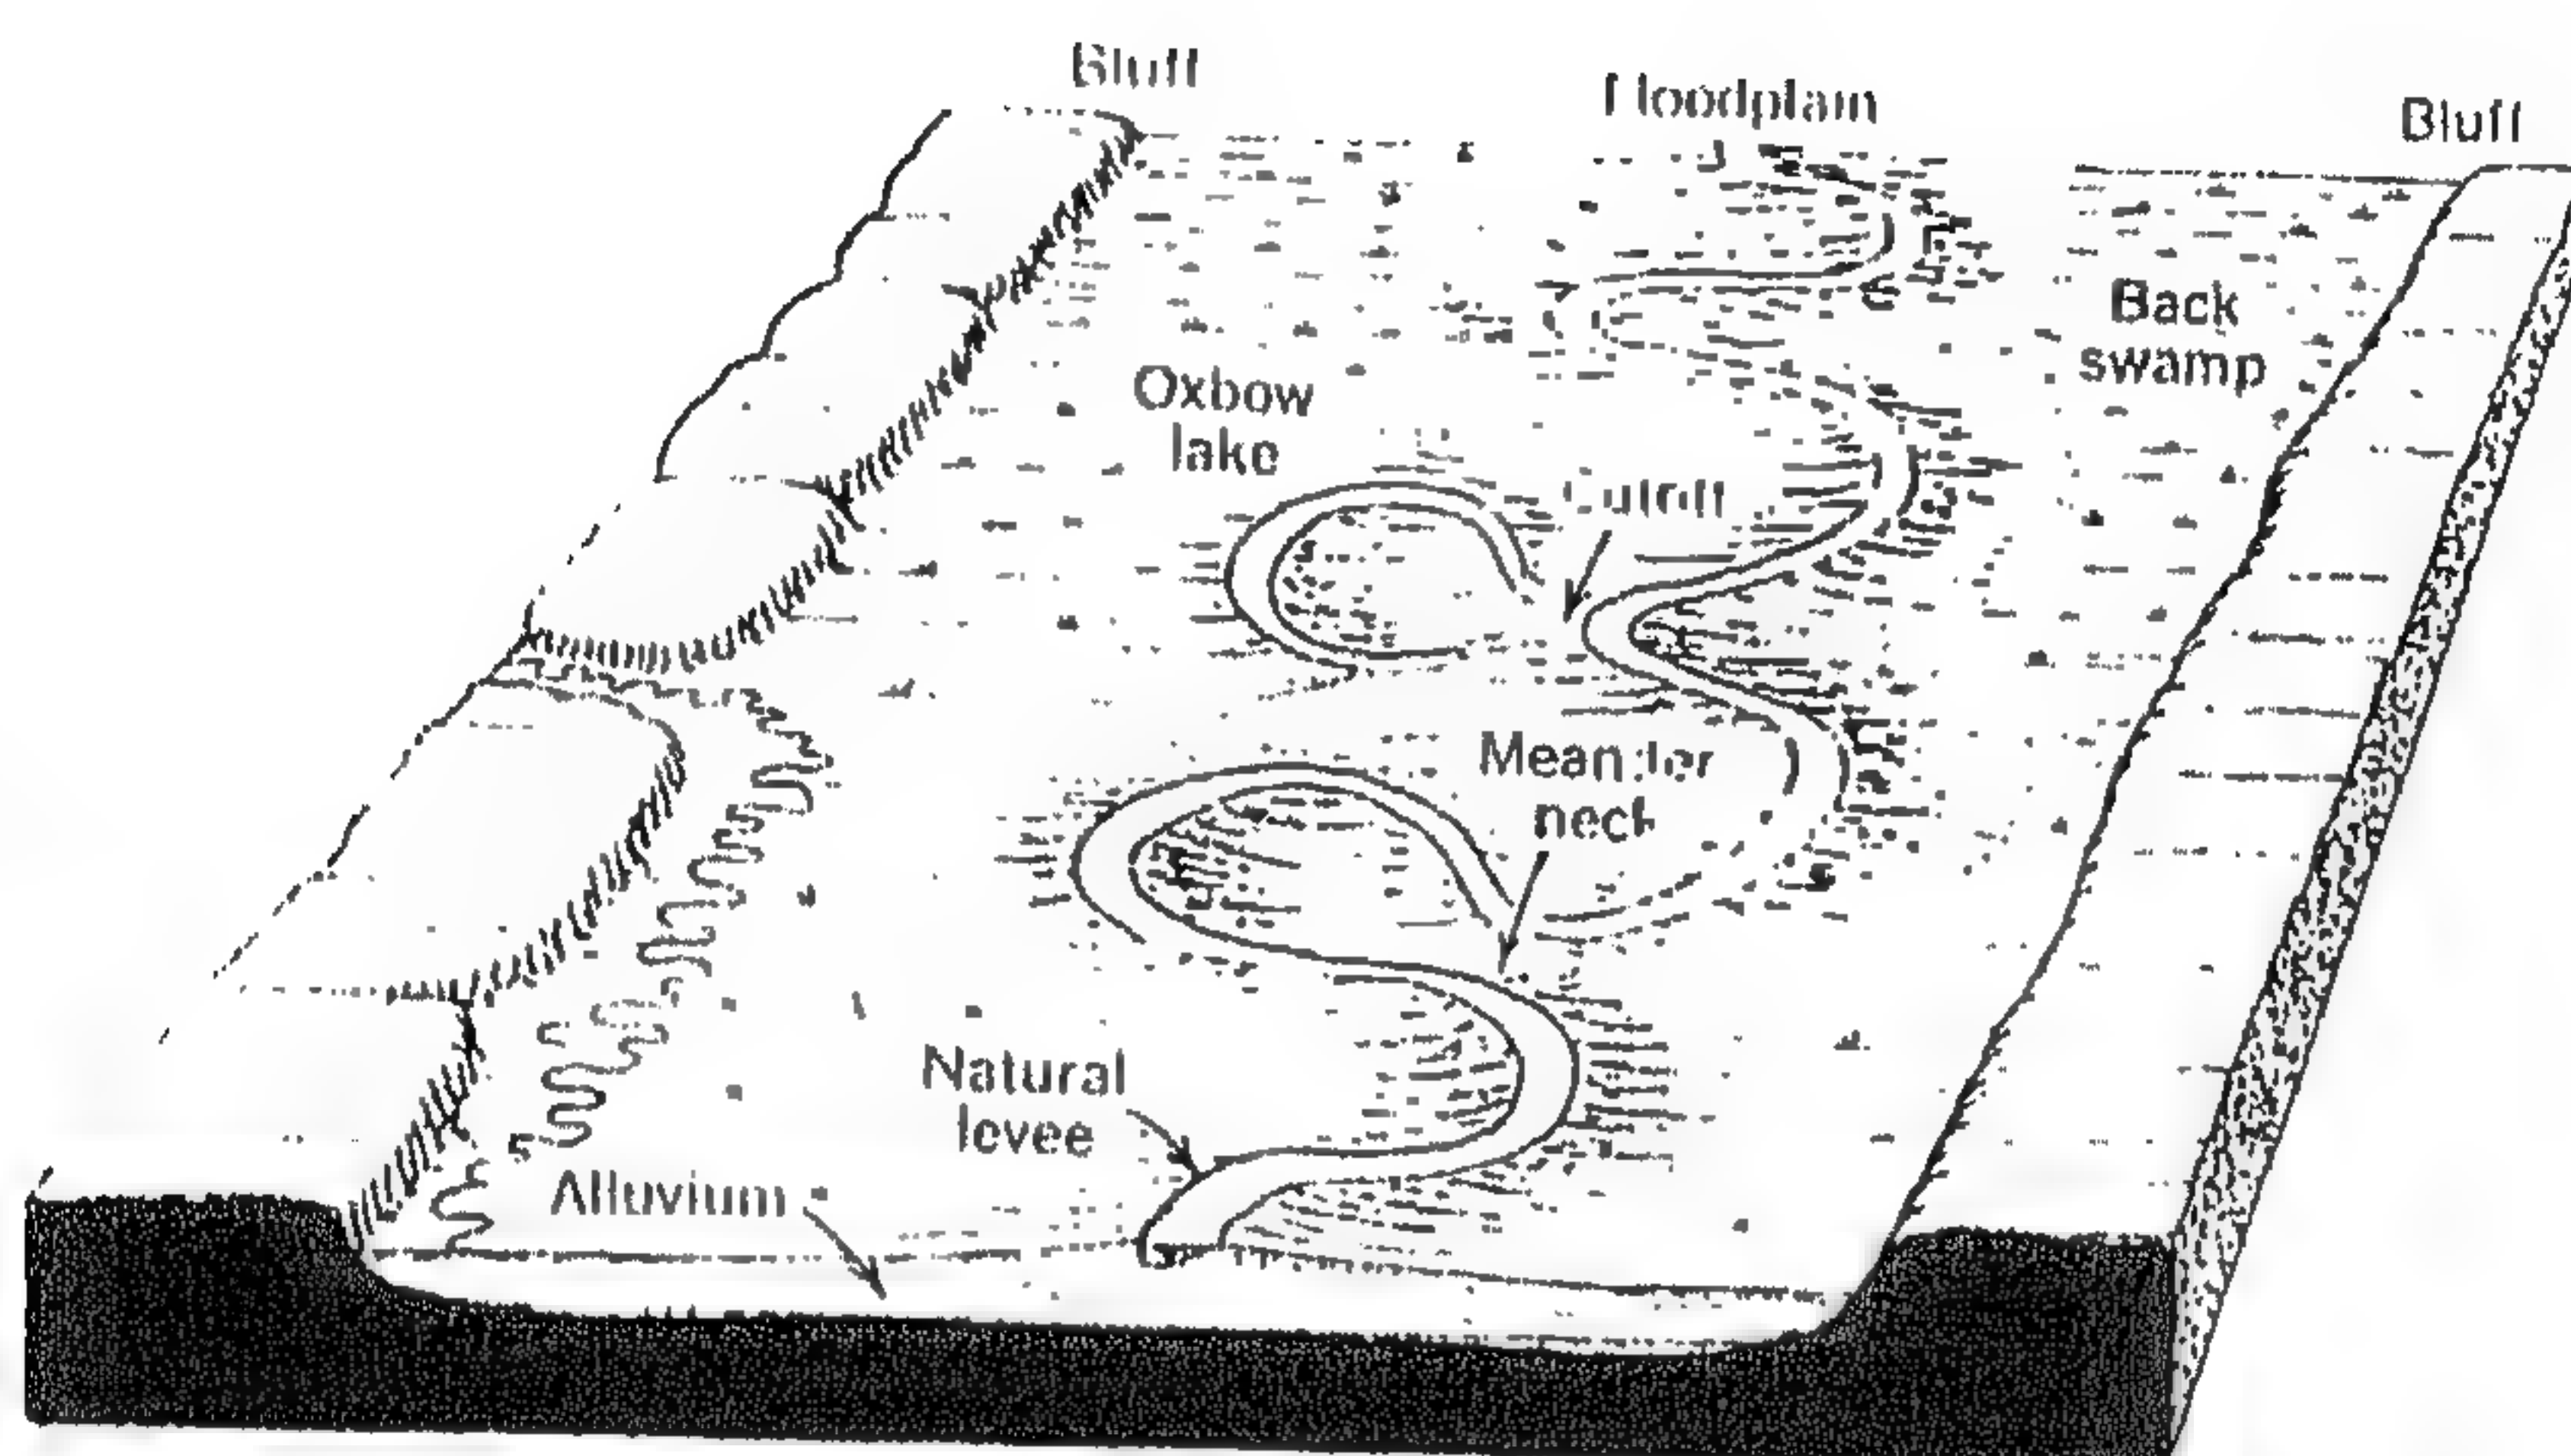 Bluff
Floodplain
Bluff
Back
swamp
Oxbow
lake
Cutoff
Meander
neck
Natural
levee
Alluvium